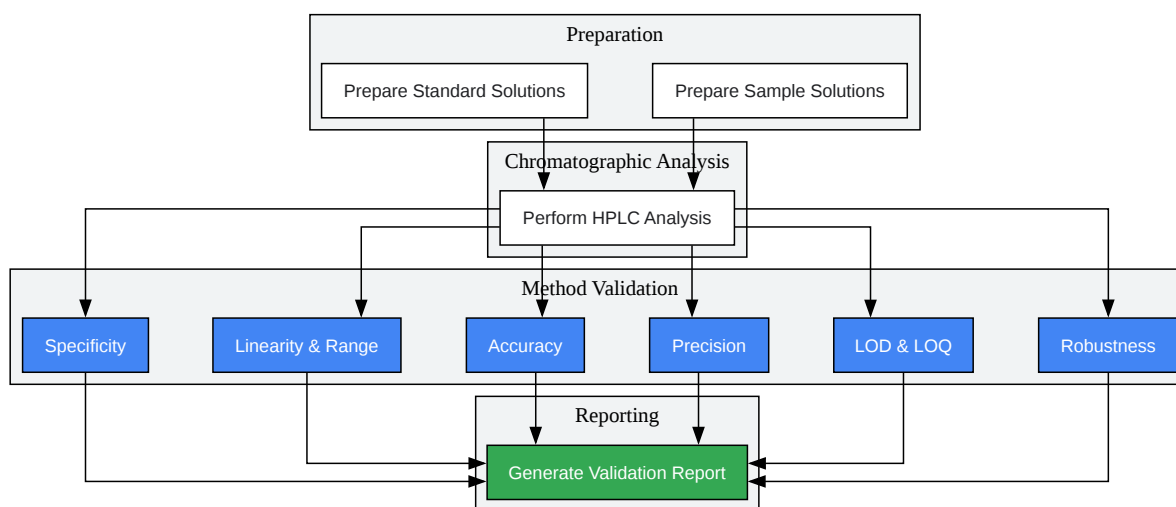 Preparation
Prepare Standard Solutions
Prepare Sample Solutions
Chromatographic Analysis
Perform HPLC Analysis
Method Validation
Specificity
Linearity & Range
Accuracy
Precision
LOD & LOQ
Robustness
Reporting
Generate Validation Report